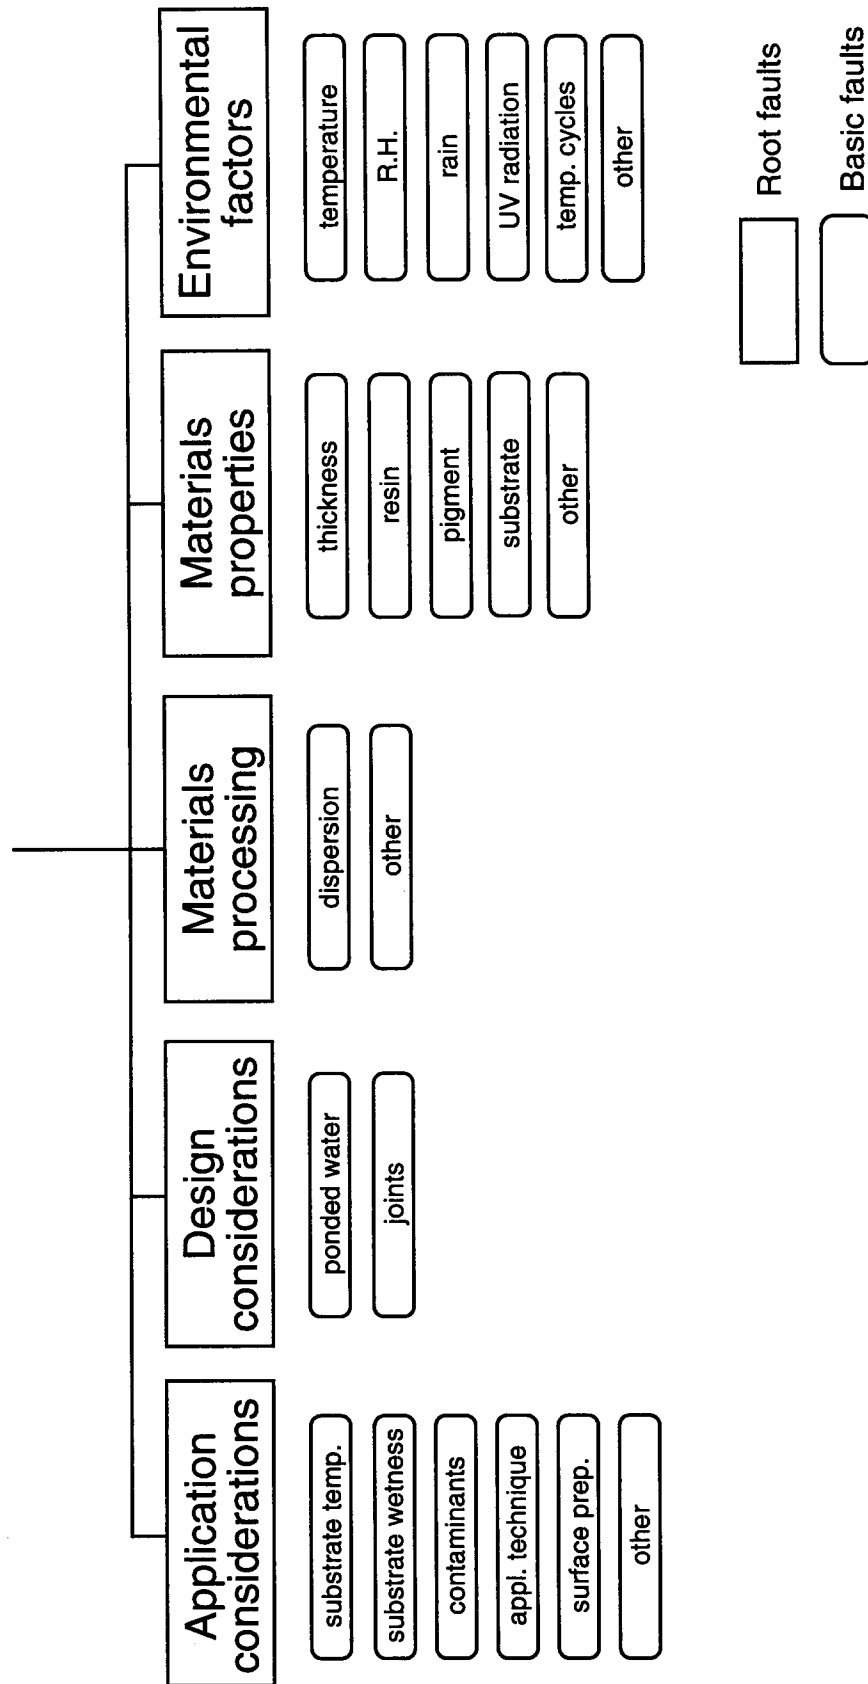 Application
considerations
substrate temp.
substrate wetness
contaminants
appl. technique
surface prep.
other
Design
considerations
ponded water
joints
Materials
processing
dispersion
other
Materials
properties
thickness
resin
pigment
substrate
other
Environmental
factors
temperature
R.H.
rain
UV radiation
temp. cycles
other
Root faults
Basic faults